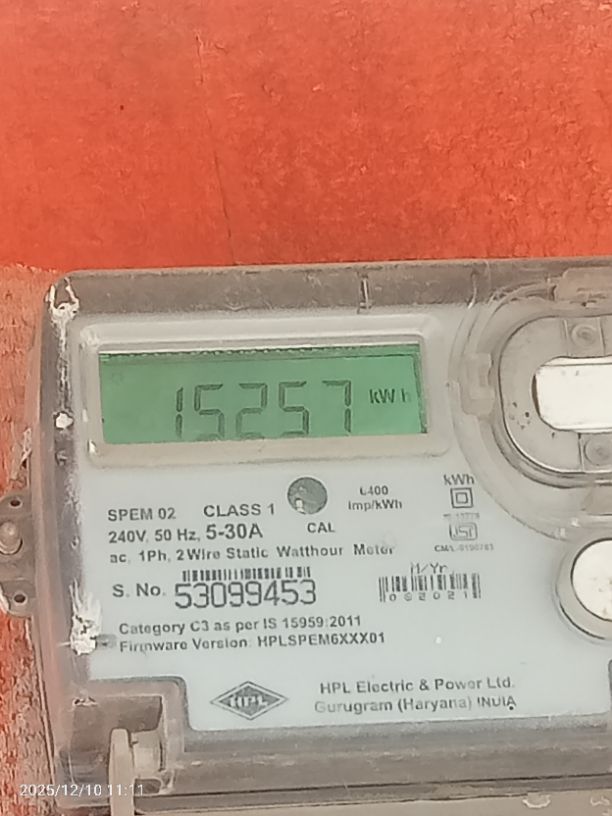 15257 kWh
SPEM 02 CLASS 1 6400 imp/kWh kWh
240V, 50 Hz, 5-30A CAL
ac, 1Ph, 2 Wire Static Watthour Meter
M/Yr
S. No. 53099453 082021
Category C3 as per IS 15959:2011
Firmware Version: HPLSPEM6XXX01
HPL
HPL Electric & Power Ltd.
Gurugram (Haryana) INDIA
2025/12/10 11:11